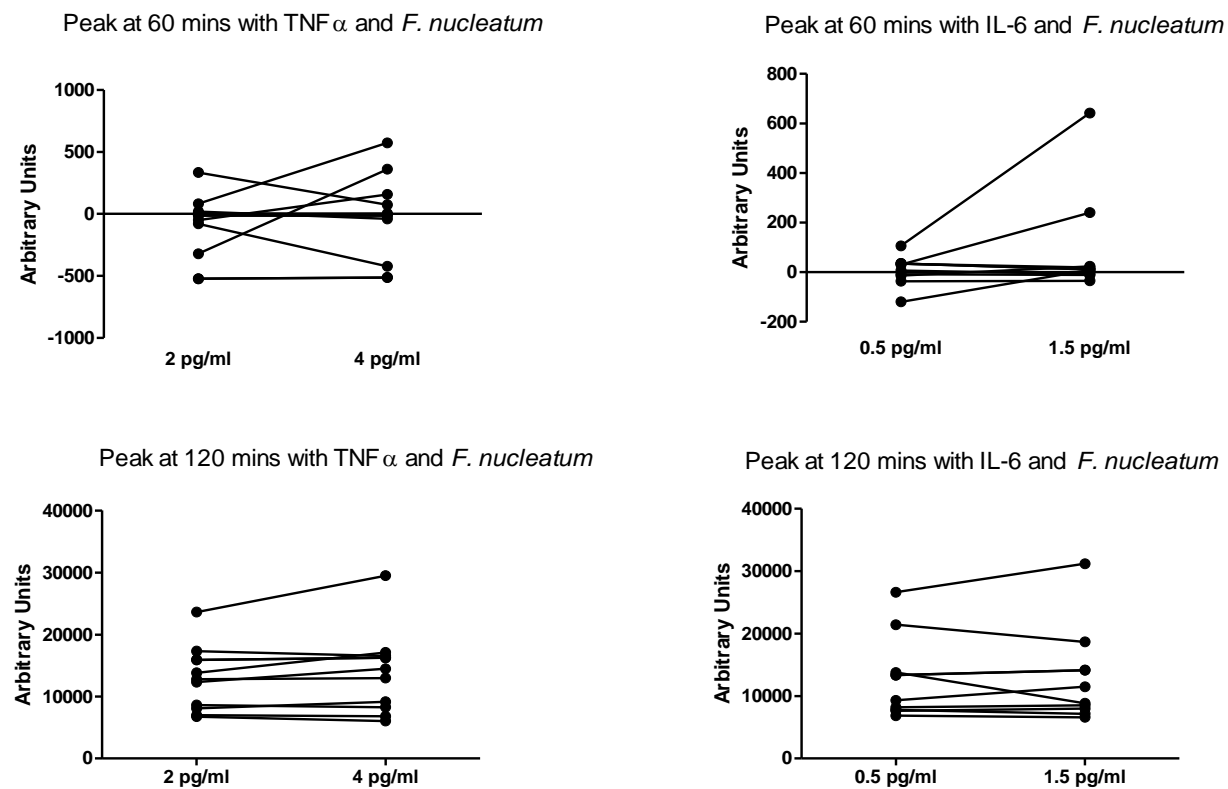 Peak at 60 mins with TNFα and F. nucleatum
1000
500
0
-500
-1000
Arbitrary Units
2 pg/ml
4 pg/ml
Peak at 60 mins with IL-6 and F. nucleatum
800
600
400
200
0
-200
Arbitrary Units
0.5 pg/ml
1.5 pg/ml
Peak at 120 mins with TNFα and F. nucleatum
40000
30000
20000
10000
0
Arbitrary Units
2 pg/ml
4 pg/ml
Peak at 120 mins with IL-6 and F. nucleatum
40000
30000
20000
10000
0
Arbitrary Units
0.5 pg/ml
1.5 pg/ml